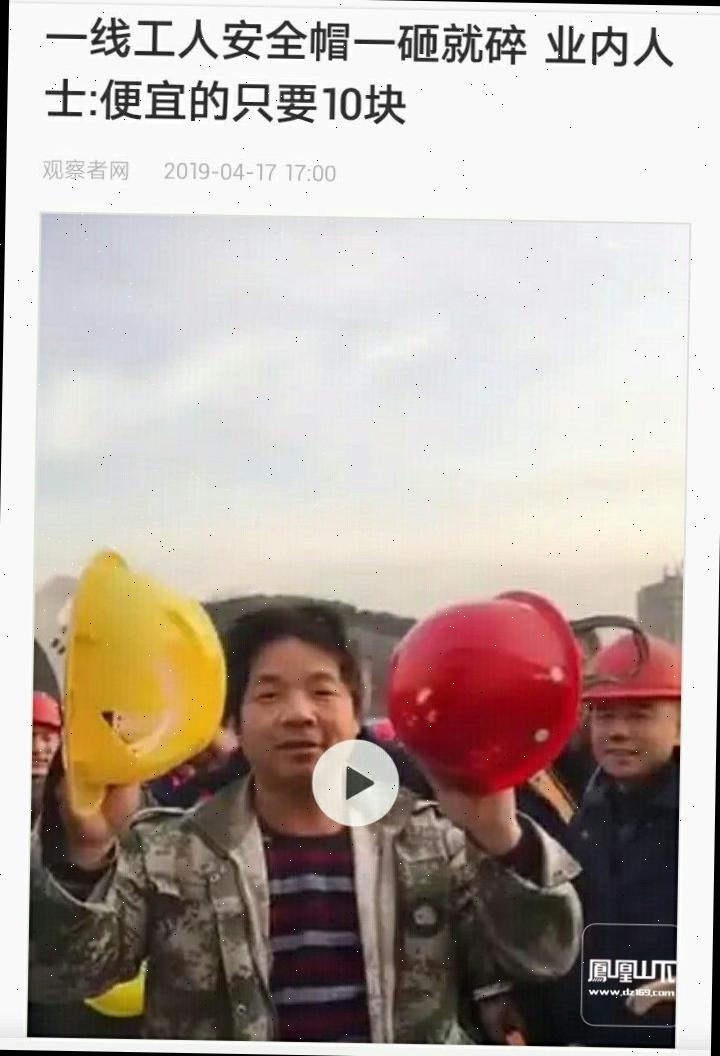 一线工人安全帽一砸就碎 业内人
士:便宜的只要10块
观察者网 2019-04-17 17:00
鳳凰山下
www.dz169.com